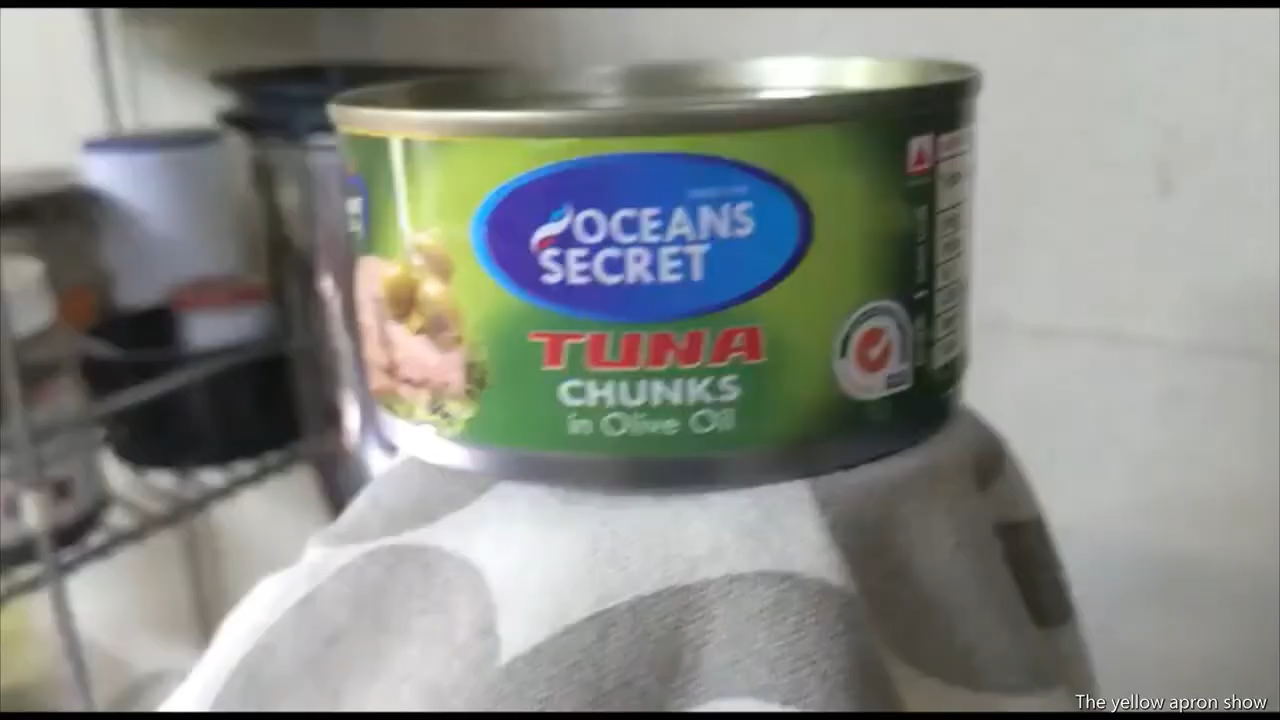 OCEANS
SECRET
TUNA
CHUNKS
in Olive Oil
The yellow apron show